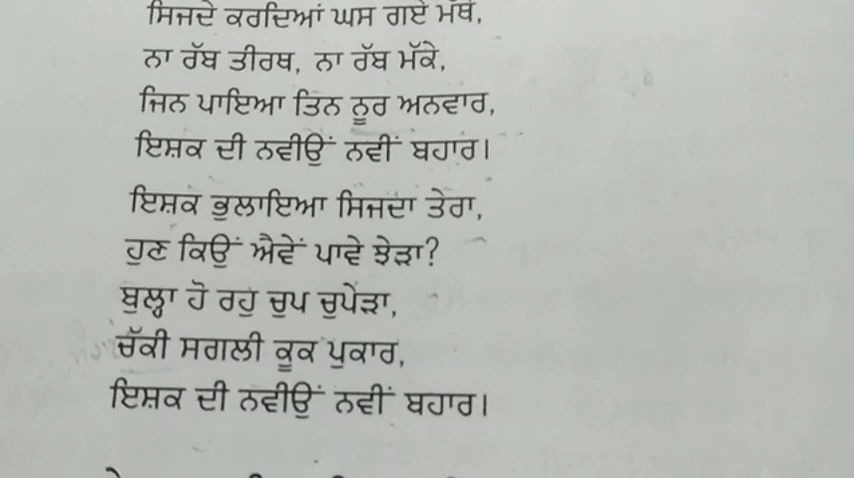 ਸਿਜਦੇ ਕਰਦਿਆਂ ਘਸ ਗਏ ਮੱਥੇ,
ਨਾ ਰੱਬ ਤੀਰਥ, ਨਾ ਰੱਬ ਮੱਕੇ,
ਜਿਨ ਪਾਇਆ ਤਿਨ ਨੂਰ ਅਨਵਾਰ,
ਇਸ਼ਕ ਦੀ ਨਵੀਉਂ ਨਵੀਂ ਬਹਾਰ।
ਇਸ਼ਕ ਭੁਲਾਇਆ ਸਿਜਦਾ ਤੇਰਾ,
ਹੁਣ ਕਿਉਂ ਐਵੇਂ ਪਾਵੇ ਝੇੜਾ?
ਬੁਲ੍ਹਾ ਹੋ ਰਹੁ ਚੁਪ ਚੁਪੇੜਾ,
ਚੱਕੀ ਸਗਲੀ ਕੂਕ ਪੁਕਾਰ,
ਇਸ਼ਕ ਦੀ ਨਵੀਉਂ ਨਵੀਂ ਬਹਾਰ।